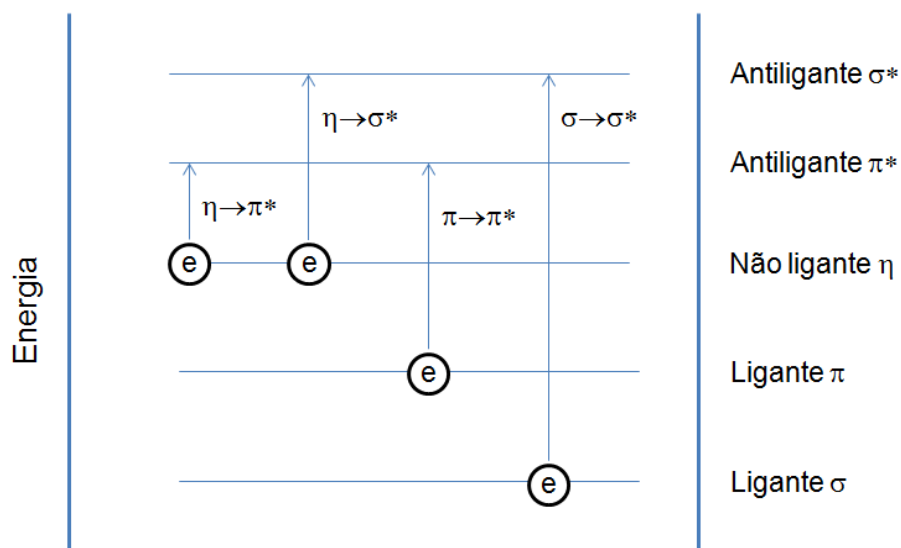 Antiligante σ*
η→σ*
σ→σ*
Antiligante π*
η→π*
π→π*
Energia
e
e
Não ligante η
e
Ligante π
e
Ligante σ